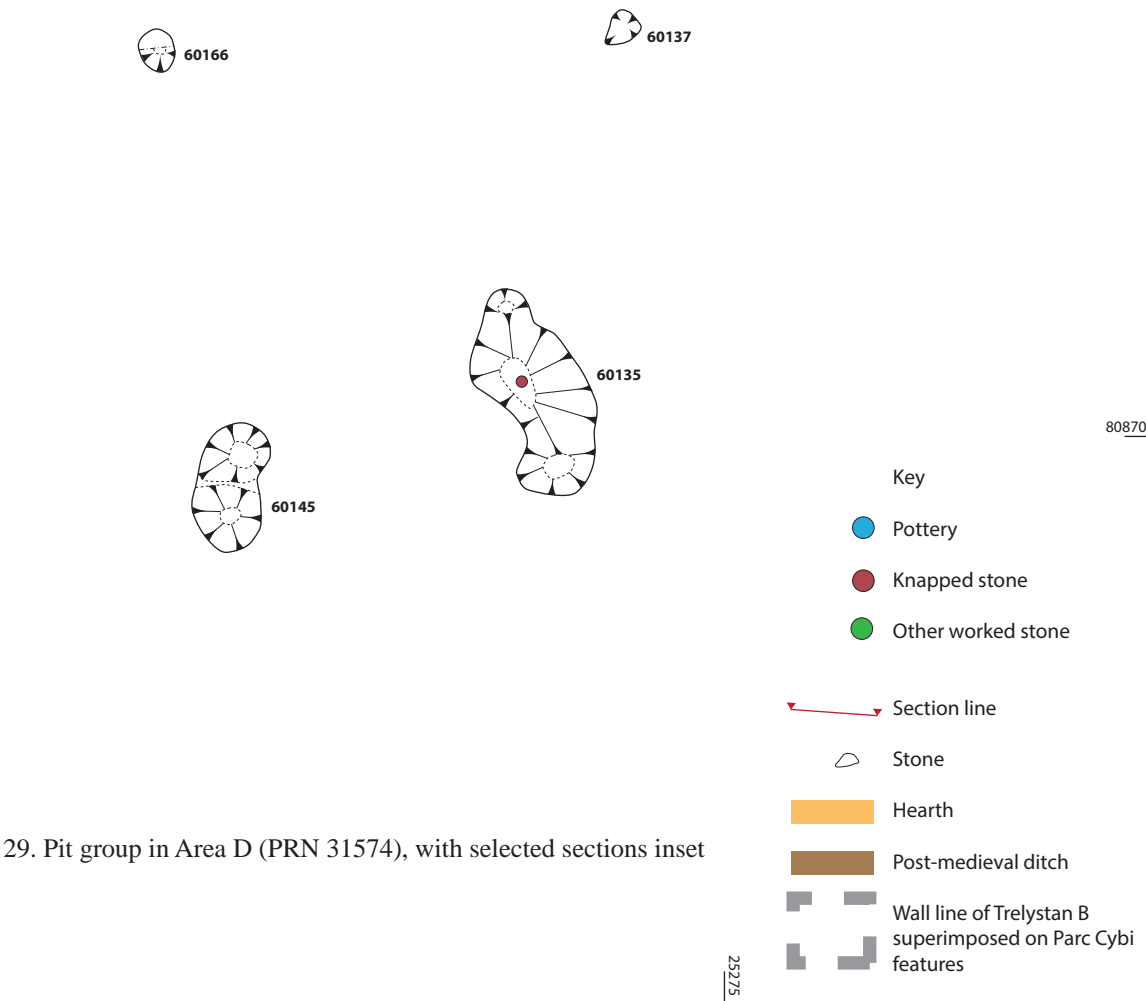 60166
60137
60135
60145
80870
Key
Pottery
Knapped stone
Other worked stone
Section line
Stone
Hearth
Post-medieval ditch
Wall line of Trelystan B
superimposed on Parc Cybi
features
29. Pit group in Area D (PRN 31574), with selected sections inset
25275